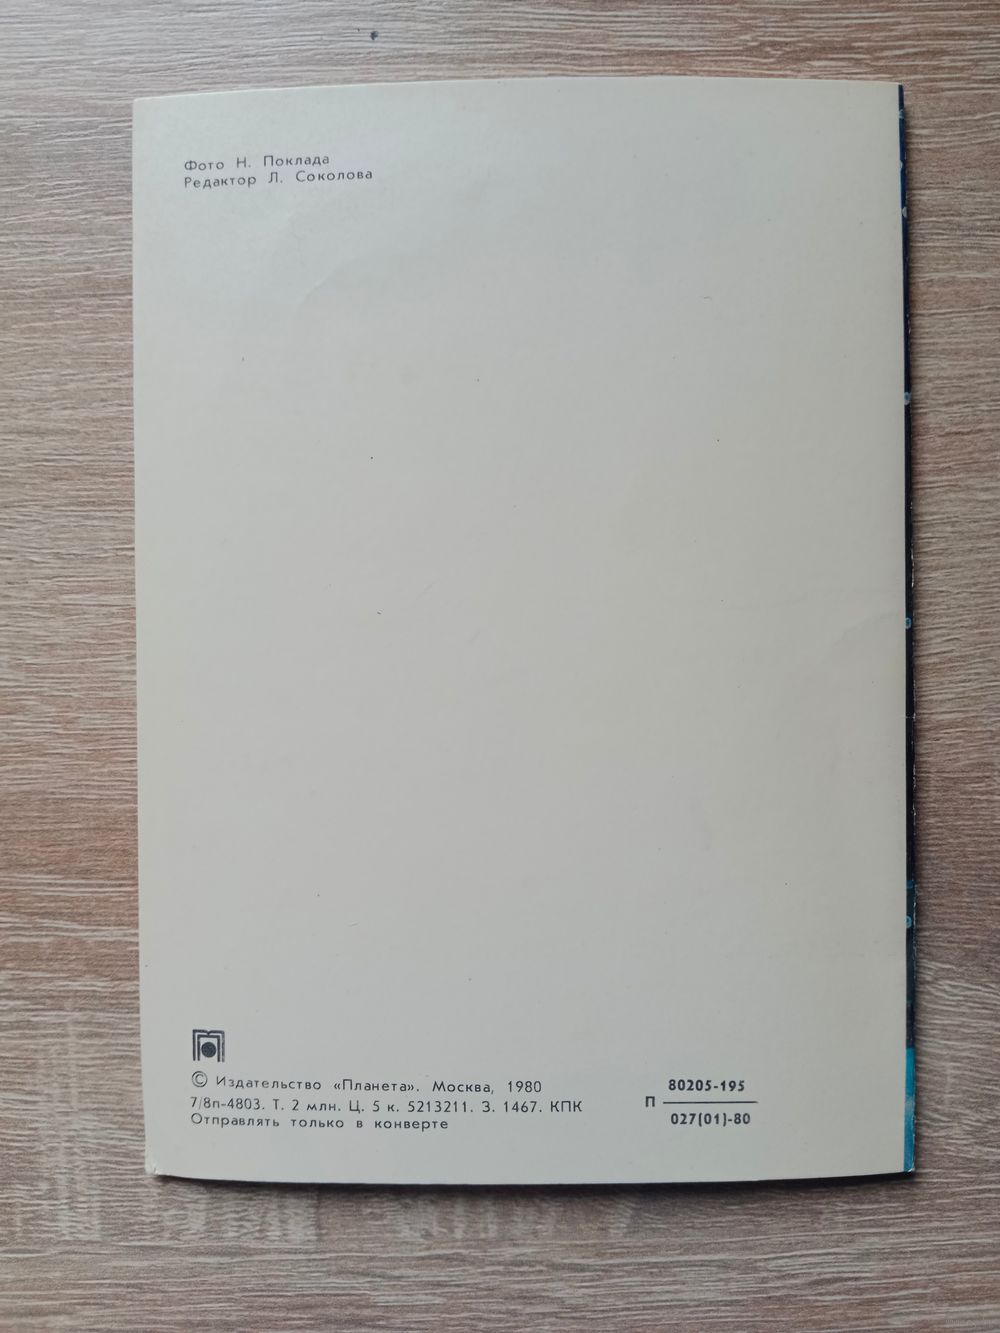 Фото Н. Поклада
Редактор Л. Соколова
© Издательство «Планета». Москва, 1980
7/8п-4803. Т. 2 млн. Ц. 5 к. 5213211. З. 1467. КПК
Отправлять только в конверте
80205-195
П
027(01)-80